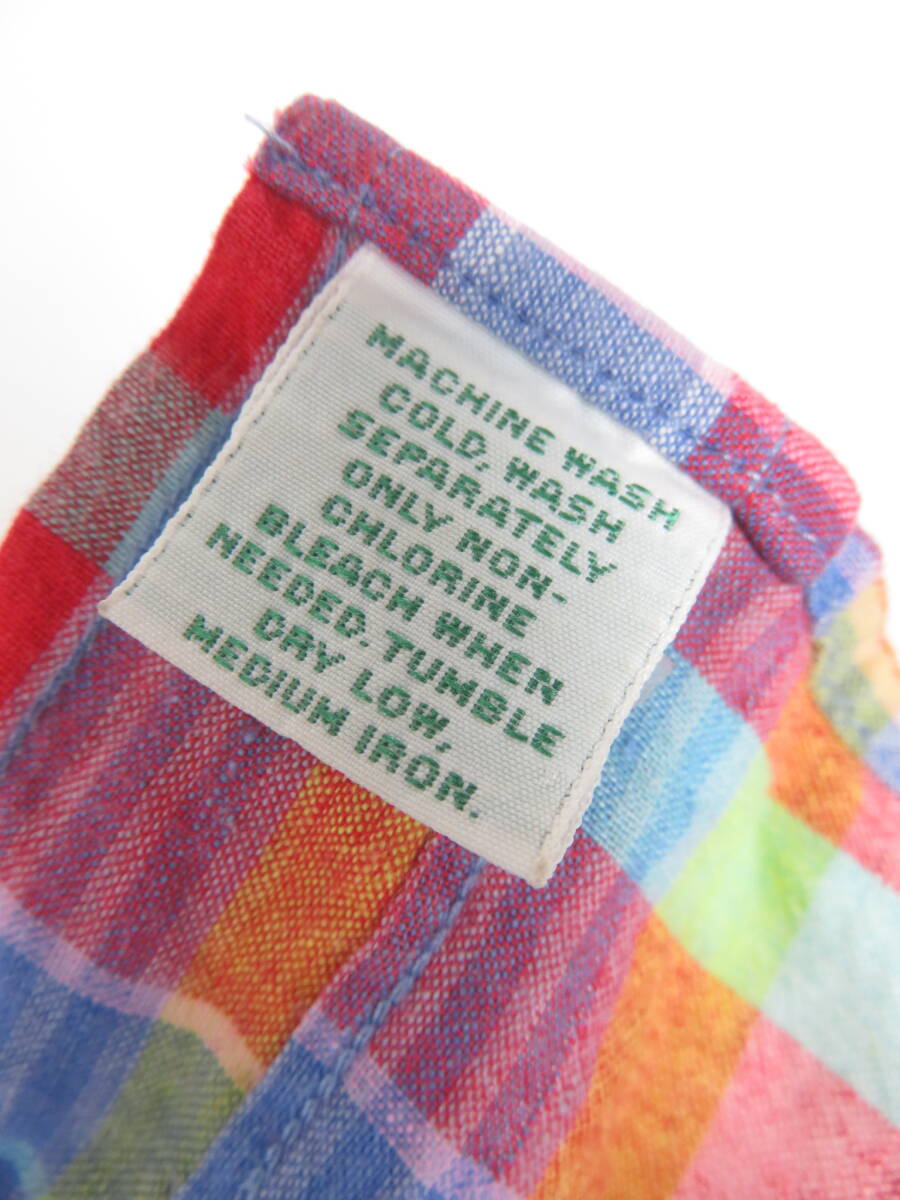 MACHINE WASH
COLD, WASH
SEPARATELY
ONLY NON-
CHLORINE
BLEACH WHEN
NEEDED. TUMBLE
DRY LOW,
MEDIUM IRON.